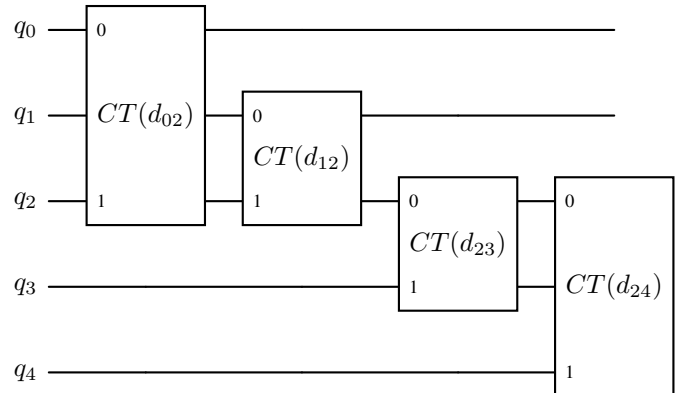 q0 0
q1 CT(d02) 0
CT(d12)
q2 1 1 0 0
CT(d23)
q3 1 CT(d24)
q4 1